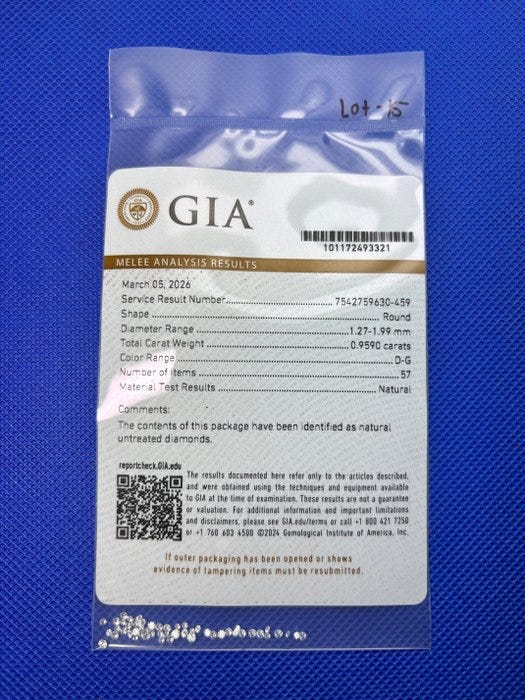 Lot-15
GIA®
101172493321
MELEE ANALYSIS RESULTS
March 05, 2026
Service Result Number........................ 7542759630-459
Shape ........................ Round
Diameter Range ........................ 1.27-1.99 mm
Total Carat Weight ........................ 0.9590 carats
Color Range ........................ D-G
Number of Items ........................ 57
Material Test Results ........................ Natural
Comments:
The contents of this package have been identified as natural
untreated diamonds.
reportcheck.GIA.edu
The results documented here refer only to the articles described,
and were obtained using the techniques and equipment available
to GIA at the time of examination. These results are not a guarantee
or valuation. For additional information and important limitations
and disclaimers, please see GIA.edu/terms or call +1 800 421 7250
or +1 760 603 4500 ©2024 Gemological Institute of America, Inc.
If outer packaging has been opened or shows
evidence of tampering items must be resubmitted.